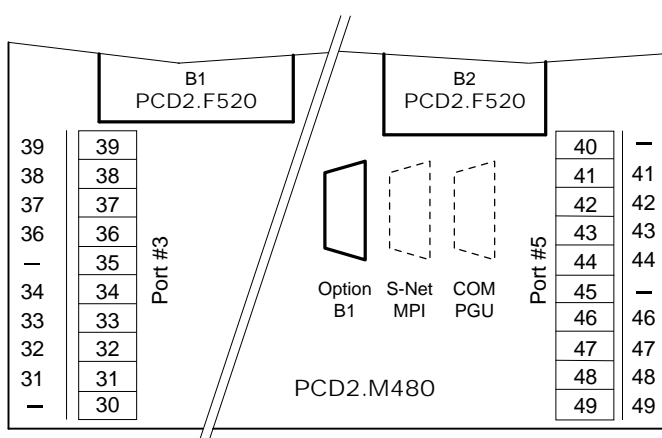 B1
PCD2.F520
B2
PCD2.F520
39 39
38 38
37 37
36 36
– 35
34 34
33 33
32 32
31 31
– 30
Port #3
Option
B1
S-Net
MPI
COM
PGU
Port #5
40 –
41 41
42 42
43 43
44 44
45 –
46 46
47 47
48 48
49 49
PCD2.M480